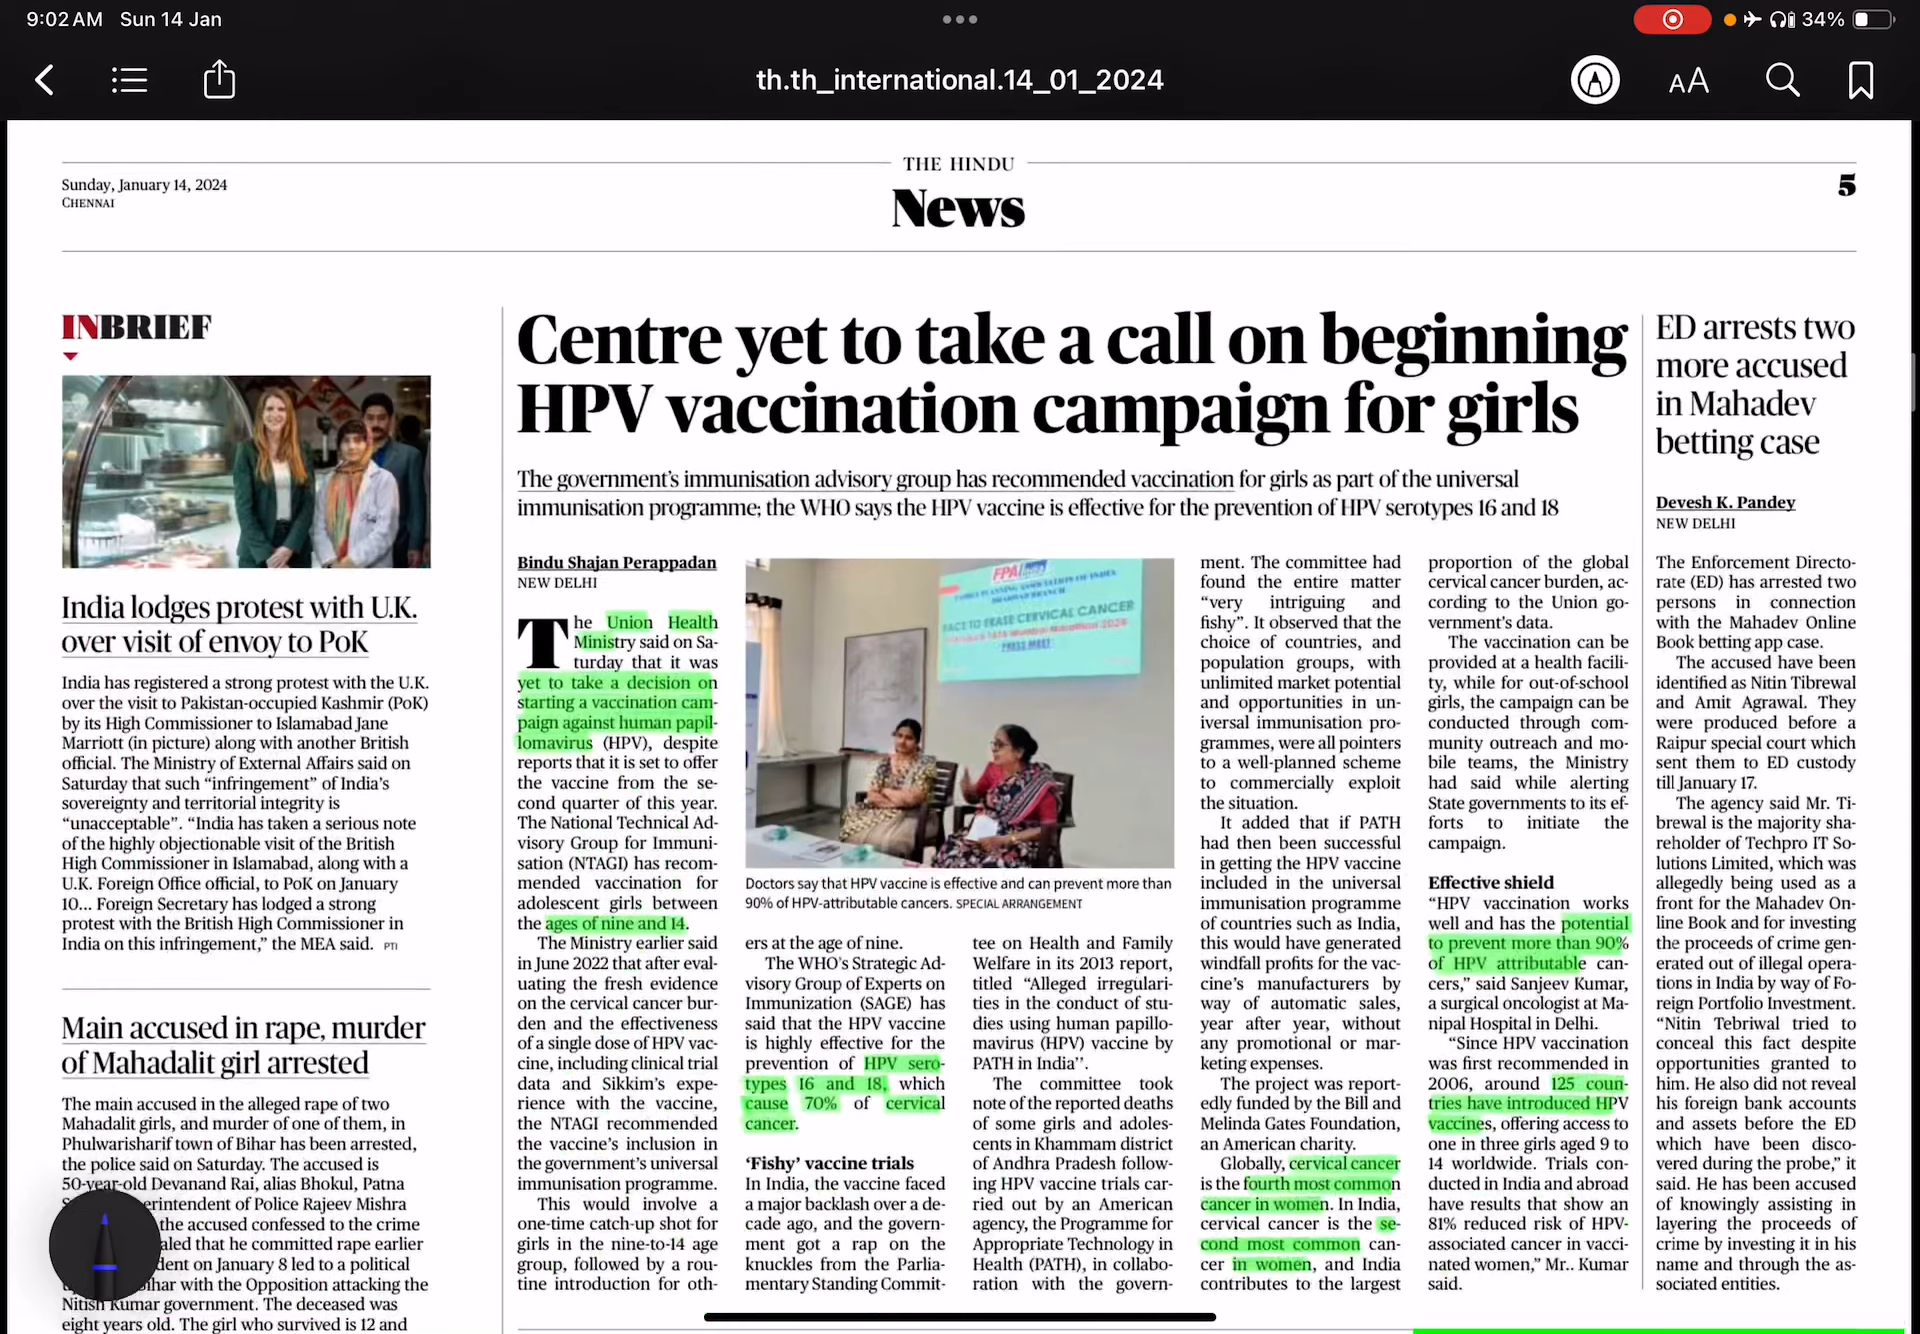 9:02 AM Sun 14 Jan
34%
th.th_international.14_01_2024
AA
THE HINDU
Sunday, January 14, 2024
CHENNAI
News
5
INBRIEF
India lodges protest with U.K.
over visit of envoy to PoK
India has registered a strong protest with the U.K.
over the visit to Pakistan-occupied Kashmir (PoK)
by its High Commissioner to Islamabad Jane
Marriott (in picture) along with another British
official. The Ministry of External Affairs said on
Saturday that such “infringement” of India’s
sovereignty and territorial integrity is
“unacceptable”. “India has taken a serious note
of the highly objectionable visit of the British
High Commissioner in Islamabad, along with a
U.K. Foreign Office official, to PoK on January
10... Foreign Secretary has lodged a strong
protest with the British High Commissioner in
India on this infringement,” the MEA said. PTI
Main accused in rape, murder
of Mahadalit girl arrested
The main accused in the alleged rape of two
Mahadalit girls, and murder of one of them, in
Phulwarisharif town of Bihar has been arrested,
the police said on Saturday. The accused is
50-year-old Devanand Rai, alias Bhokul, Patna
erintendent of Police Rajeev Mishra
the accused confessed to the crime
aled that he committed rape earlier
dent on January 8 led to a political
ihar with the Opposition attacking the
Nitish Kumar government. The deceased was
eight years old. The girl who survived is 12 and
Centre yet to take a call on beginning
HPV vaccination campaign for girls
The government’s immunisation advisory group has recommended vaccination for girls as part of the universal
immunisation programme; the WHO says the HPV vaccine is effective for the prevention of HPV serotypes 16 and 18
Bindu Shajan Perappadan
NEW DELHI
The Union Health
Ministry said on Sa-
turday that it was
yet to take a decision on
starting a vaccination cam-
paign against human papil-
lomavirus (HPV), despite
reports that it is set to offer
the vaccine from the se-
cond quarter of this year.
The National Technical Ad-
visory Group for Immuni-
sation (NTAGI) has recom-
mended vaccination for
adolescent girls between
the ages of nine and 14.
The Ministry earlier said
in June 2022 that after eval-
uating the fresh evidence
on the cervical cancer bur-
den and the effectiveness
of a single dose of HPV vac-
cine, including clinical trial
data and Sikkim’s expe-
rience with the vaccine,
the NTAGI recommended
the vaccine’s inclusion in
the government’s universal
immunisation programme.
This would involve a
one-time catch-up shot for
girls in the nine-to-14 age
group, followed by a rou-
tine introduction for oth-
FPAI
FAMILY PLANNING ASSOCIATION OF INDIA
DHARWAD BRANCH
RACE TO ERASE CERVICAL CANCER
PRESS MEET
Doctors say that HPV vaccine is effective and can prevent more than
90% of HPV-attributable cancers. SPECIAL ARRANGEMENT
ers at the age of nine.
The WHO’s Strategic Ad-
visory Group of Experts on
Immunization (SAGE) has
said that the HPV vaccine
is highly effective for the
prevention of HPV sero-
types 16 and 18, which
cause 70% of cervical
cancer.
‘Fishy’ vaccine trials
In India, the vaccine faced
a major backlash over a de-
cade ago, and the govern-
ment got a rap on the
knuckles from the Parlia-
mentary Standing Commit-
tee on Health and Family
Welfare in its 2013 report,
titled “Alleged irregulari-
ties in the conduct of stu-
dies using human papillo-
mavirus (HPV) vaccine by
PATH in India’’.
The committee took
note of the reported deaths
of some girls and adoles-
cents in Khammam district
of Andhra Pradesh follow-
ing HPV vaccine trials car-
ried out by an American
agency, the Programme for
Appropriate Technology in
Health (PATH), in collabo-
ration with the govern-
ment. The committee had
found the entire matter
“very intriguing and
fishy”. It observed that the
choice of countries, and
population groups, with
unlimited market potential
and opportunities in un-
iversal immunisation pro-
grammes, were all pointers
to a well-planned scheme
to commercially exploit
the situation.
It added that if PATH
had then been successful
in getting the HPV vaccine
included in the universal
immunisation programme
of countries such as India,
this would have generated
windfall profits for the vac-
cine’s manufacturers by
way of automatic sales,
year after year, without
any promotional or mar-
keting expenses.
The project was report-
edly funded by the Bill and
Melinda Gates Foundation,
an American charity.
Globally, cervical cancer
is the fourth most common
cancer in women. In India,
cervical cancer is the se-
cond most common can-
cer in women, and India
contributes to the largest
proportion of the global
cervical cancer burden, ac-
cording to the Union go-
vernment’s data.
The vaccination can be
provided at a health facili-
ty, while for out-of-school
girls, the campaign can be
conducted through com-
munity outreach and mo-
bile teams, the Ministry
had said while alerting
State governments to its ef-
forts to initiate the
campaign.
Effective shield
“HPV vaccination works
well and has the potential
to prevent more than 90%
of HPV attributable can-
cers,” said Sanjeev Kumar,
a surgical oncologist at Ma-
nipal Hospital in Delhi.
“Since HPV vaccination
was first recommended in
2006, around 125 coun-
tries have introduced HPV
vaccines, offering access to
one in three girls aged 9 to
14 worldwide. Trials con-
ducted in India and abroad
have results that show an
81% reduced risk of HPV-
associated cancer in vacci-
nated women,” Mr.. Kumar
said.
ED arrests two
more accused
in Mahadev
betting case
Devesh K. Pandey
NEW DELHI
The Enforcement Directo-
rate (ED) has arrested two
persons in connection
with the Mahadev Online
Book betting app case.
The accused have been
identified as Nitin Tibrewal
and Amit Agrawal. They
were produced before a
Raipur special court which
sent them to ED custody
till January 17.
The agency said Mr. Ti-
brewal is the majority sha-
reholder of Techpro IT So-
lutions Limited, which was
allegedly being used as a
front for the Mahadev On-
line Book and for investing
the proceeds of crime gen-
erated out of illegal opera-
tions in India by way of Fo-
reign Portfolio Investment.
“Nitin Tebriwal tried to
conceal this fact despite
opportunities granted to
him. He also did not reveal
his foreign bank accounts
and assets before the ED
which have been disco-
vered during the probe,” it
said. He has been accused
of knowingly assisting in
layering the proceeds of
crime by investing it in his
name and through the as-
sociated entities.